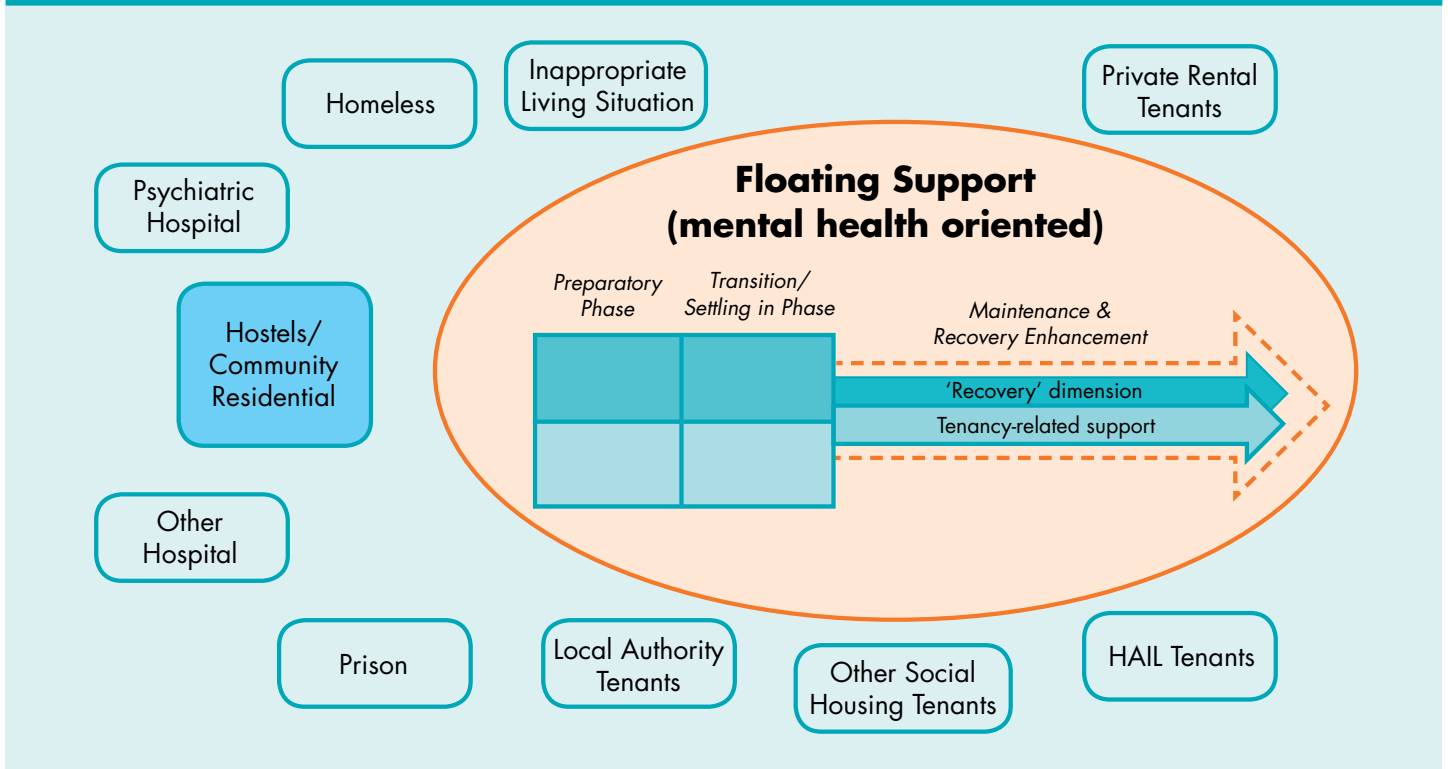 Homeless
Inappropriate
Living Situation
Private Rental
Tenants
Psychiatric
Hospital
Floating Support
(mental health oriented)
Hostels/
Community
Residential
Preparatory
Phase
Transition/
Settling in Phase
Maintenance &
Recovery Enhancement
'Recovery' dimension
Tenancy-related support
Other
Hospital
Prison
Local Authority
Tenants
Other Social
Housing Tenants
HAIL Tenants